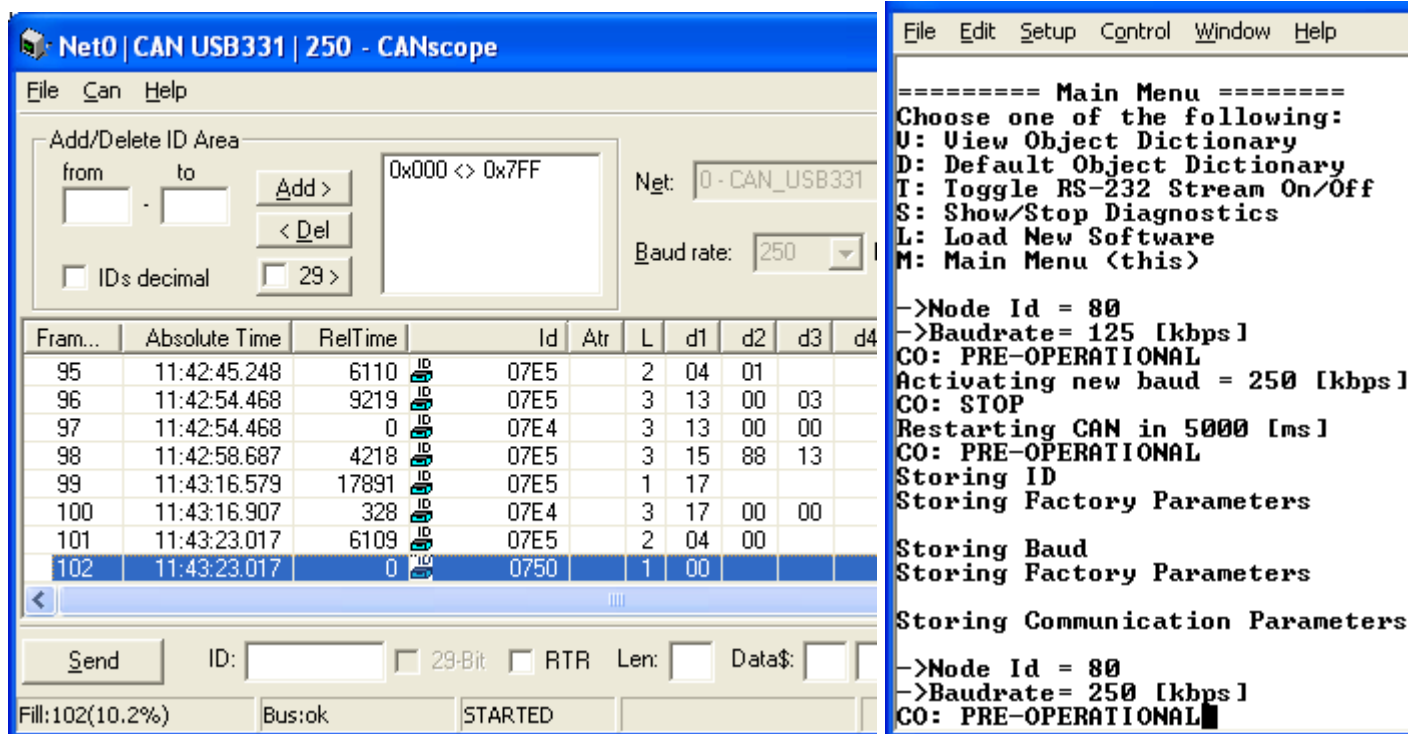 Net0 | CAN USB331 | 250 - CANscope
File Can Help
Add/Delete ID Area
from to
-
Add >
< Del
IDs decimal
29 >
0x000 <> 0x7FF
Net: 0 - CAN_USB331
Baud rate: 250
Fram... Absolute Time RelTime Id Atr L d1 d2 d3 d4
95 11:42:45.248 6110 ID 07E5 2 04 01
96 11:42:54.468 9219 ID 07E5 3 13 00 03
97 11:42:54.468 0 ID 07E4 3 13 00 00
98 11:42:58.687 4218 ID 07E5 3 15 88 13
99 11:43:16.579 17891 ID 07E5 1 17
100 11:43:16.907 328 ID 07E4 3 17 00 00
101 11:43:23.017 6109 ID 07E5 2 04 00
102 11:43:23.017 0 ID 0750 1 00
Send ID: 29-Bit RTR Len: Data$:
Fill:102(10.2%) Bus:ok STARTED
File Edit Setup Control Window Help
========= Main Menu ========
Choose one of the following:
V: View Object Dictionary
D: Default Object Dictionary
T: Toggle RS-232 Stream On/Off
S: Show/Stop Diagnostics
L: Load New Software
M: Main Menu (this)
->Node Id = 80
->Baudrate= 125 [kbps]
CO: PRE-OPERATIONAL
Activating new baud = 250 [kbps]
CO: STOP
Restarting CAN in 5000 [ms]
CO: PRE-OPERATIONAL
Storing ID
Storing Factory Parameters
Storing Baud
Storing Factory Parameters
Storing Communication Parameters
->Node Id = 80
->Baudrate= 250 [kbps]
CO: PRE-OPERATIONAL